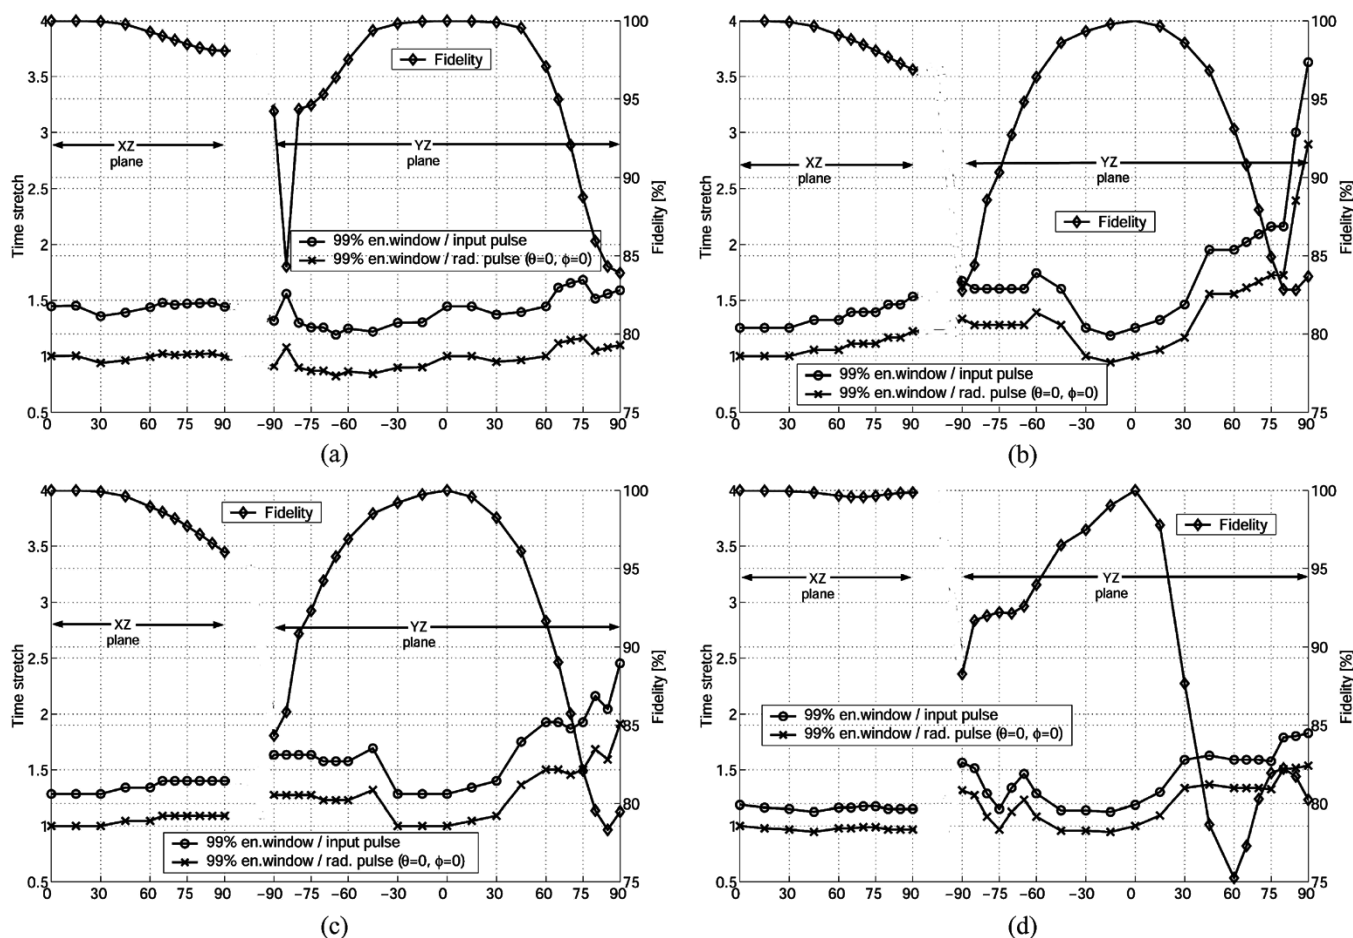 4
3.5
3
2.5
2
1.5
1
0.5
Time stretch
100
95
90
85
80
75
Fidelity [%]
Fidelity
XZ
plane
YZ
plane
99% en.window / input pulse
99% en.window / rad. pulse (θ=0, ϕ=0)
0 30 60 75 90 −90 −75 −60 −30 0 30 60 75 90
(a)
4
3.5
3
2.5
2
1.5
1
0.5
Time stretch
100
95
90
85
80
75
Fidelity [%]
XZ
plane
YZ
plane
Fidelity
99% en.window / input pulse
99% en.window / rad. pulse (θ=0, ϕ=0)
0 30 60 75 90 −90 −75 −60 −30 0 30 60 75 90
(b)
4
3.5
3
2.5
2
1.5
1
0.5
Time stretch
100
95
90
85
80
75
Fidelity [%]
Fidelity
XZ
plane
YZ
plane
99% en.window / input pulse
99% en.window / rad. pulse (θ=0, ϕ=0)
0 30 60 75 90 −90 −75 −60 −30 0 30 60 75 90
(c)
4
3.5
3
2.5
2
1.5
1
0.5
Time stretch
100
95
90
85
80
75
Fidelity [%]
Fidelity
XZ
plane
YZ
plane
99% en.window / input pulse
99% en.window / rad. pulse (θ=0, ϕ=0)
0 30 60 75 90 −90 −75 −60 −30 0 30 60 75 90
(d)